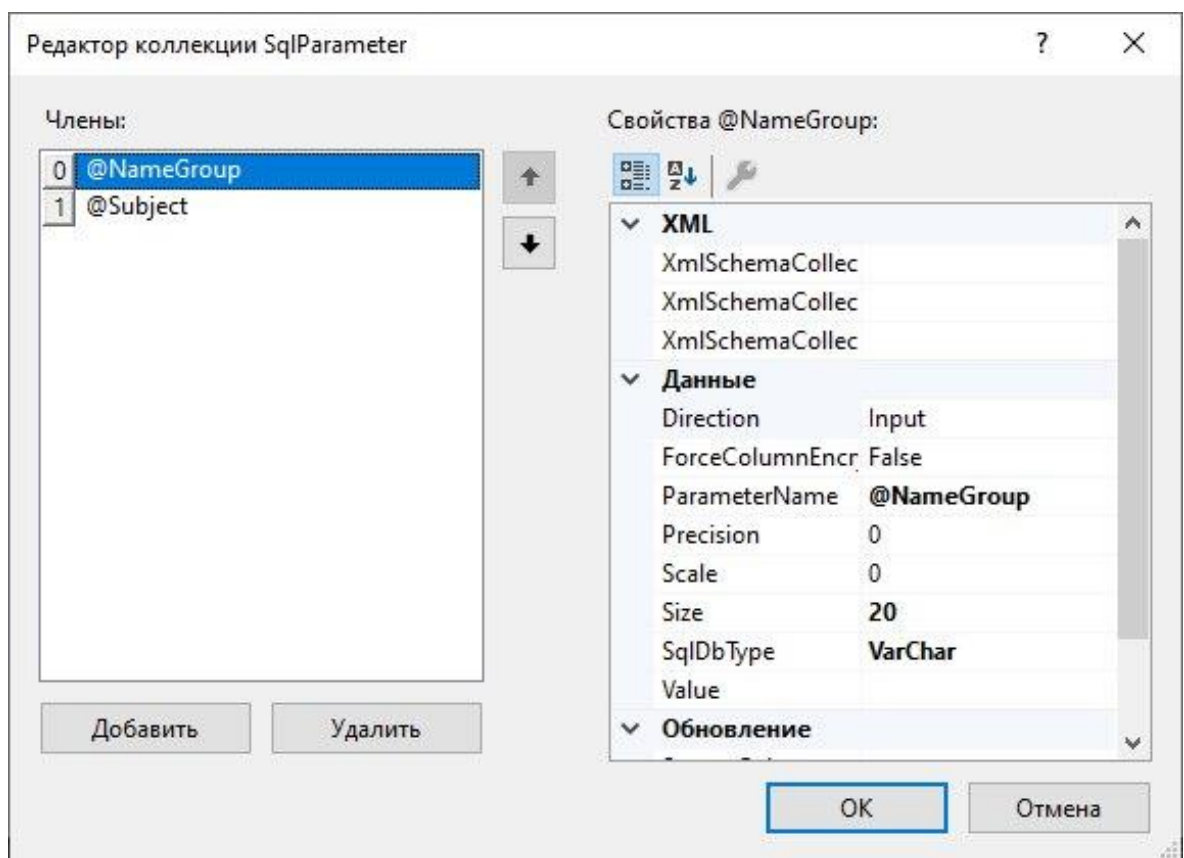 Редактор коллекции SqlParameter ?
Члены:
0 @NameGroup
1 @Subject
Добавить Удалить
Свойства @NameGroup:
XML
XmlSchemaCollec
XmlSchemaCollec
XmlSchemaCollec
Данные
Direction Input
ForceColumnEncr False
ParameterName @NameGroup
Precision 0
Scale 0
Size 20
SqlDbType VarChar
Value
Обновление
OK Отмена